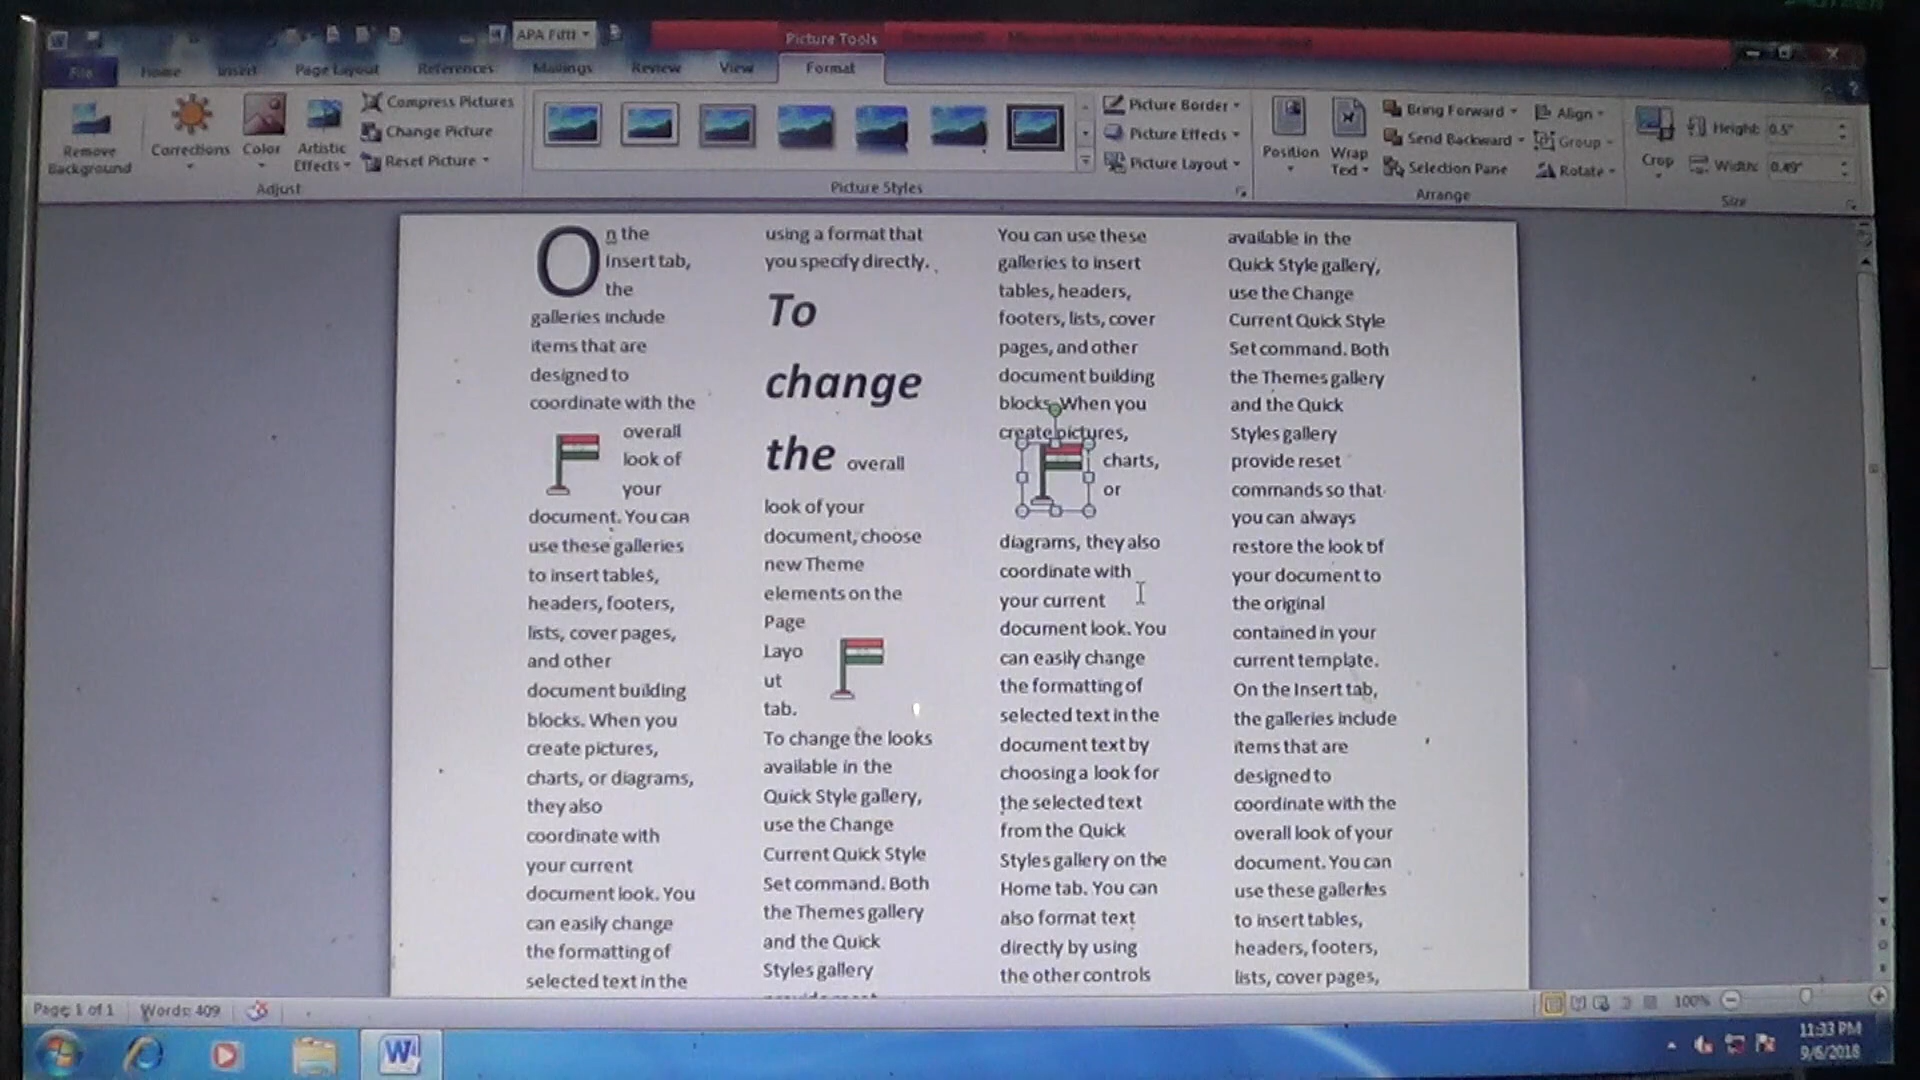 APA Fifth
Picture Tools
File
Home
Insert
Page Layout
References
Mailings
Review
View
Format
Remove
Background
Corrections
Color
Artistic
Effects
Compress Pictures
Change Picture
Reset Picture
Adjust
Picture Styles
Picture Border
Picture Effects
Picture Layout
Position
Wrap
Text
Bring Forward
Send Backward
Selection Pane
Align
Group
Rotate
Arrange
Crop
Height: 0.5"
Width: 0.49"
Size
On the
Insert tab,
the
galleries include
items that are
designed to
coordinate with the
overall
look of
your
document. You can
use these galleries
to insert tables,
headers, footers,
lists, cover pages,
and other
document building
blocks. When you
create pictures,
charts, or diagrams,
they also
coordinate with
your current
document look. You
can easily change
the formatting of
selected text in the
using a format that
you specify directly.
To
change
the overall
look of your
document, choose
new Theme
elements on the
Page
Layo
ut
tab.
To change the looks
available in the
Quick Style gallery,
use the Change
Current Quick Style
Set command. Both
the Themes gallery
and the Quick
Styles gallery
You can use these
galleries to insert
tables, headers,
footers, lists, cover
pages, and other
document building
blocks. When you
create pictures,
charts,
or
diagrams, they also
coordinate with
your current
document look. You
can easily change
the formatting of
selected text in the
document text by
choosing a look for
the selected text
from the Quick
Styles gallery on the
Home tab. You can
also format text
directly by using
the other controls
available in the
Quick Style gallery,
use the Change
Current Quick Style
Set command. Both
the Themes gallery
and the Quick
Styles gallery
provide reset
commands so that
you can always
restore the look of
your document to
the original
contained in your
current template.
On the Insert tab,
the galleries include
items that are
designed to
coordinate with the
overall look of your
document. You can
use these galleries
to insert tables,
headers, footers,
lists, cover pages,
Page: 1 of 1
Words: 409
100%
11:33 PM
9/6/2018